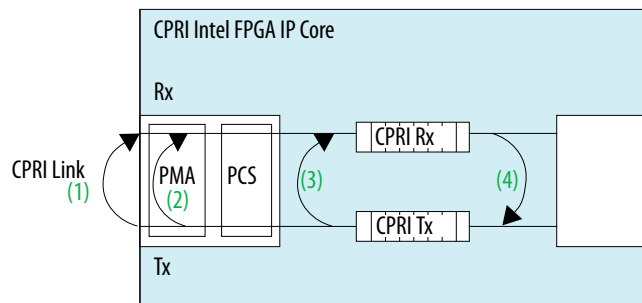 CPRI Intel FPGA IP Core
Rx
CPRI Rx
CPRI Link
(1)
PMA
(2)
PCS
(3)
(4)
CPRI Tx
Tx